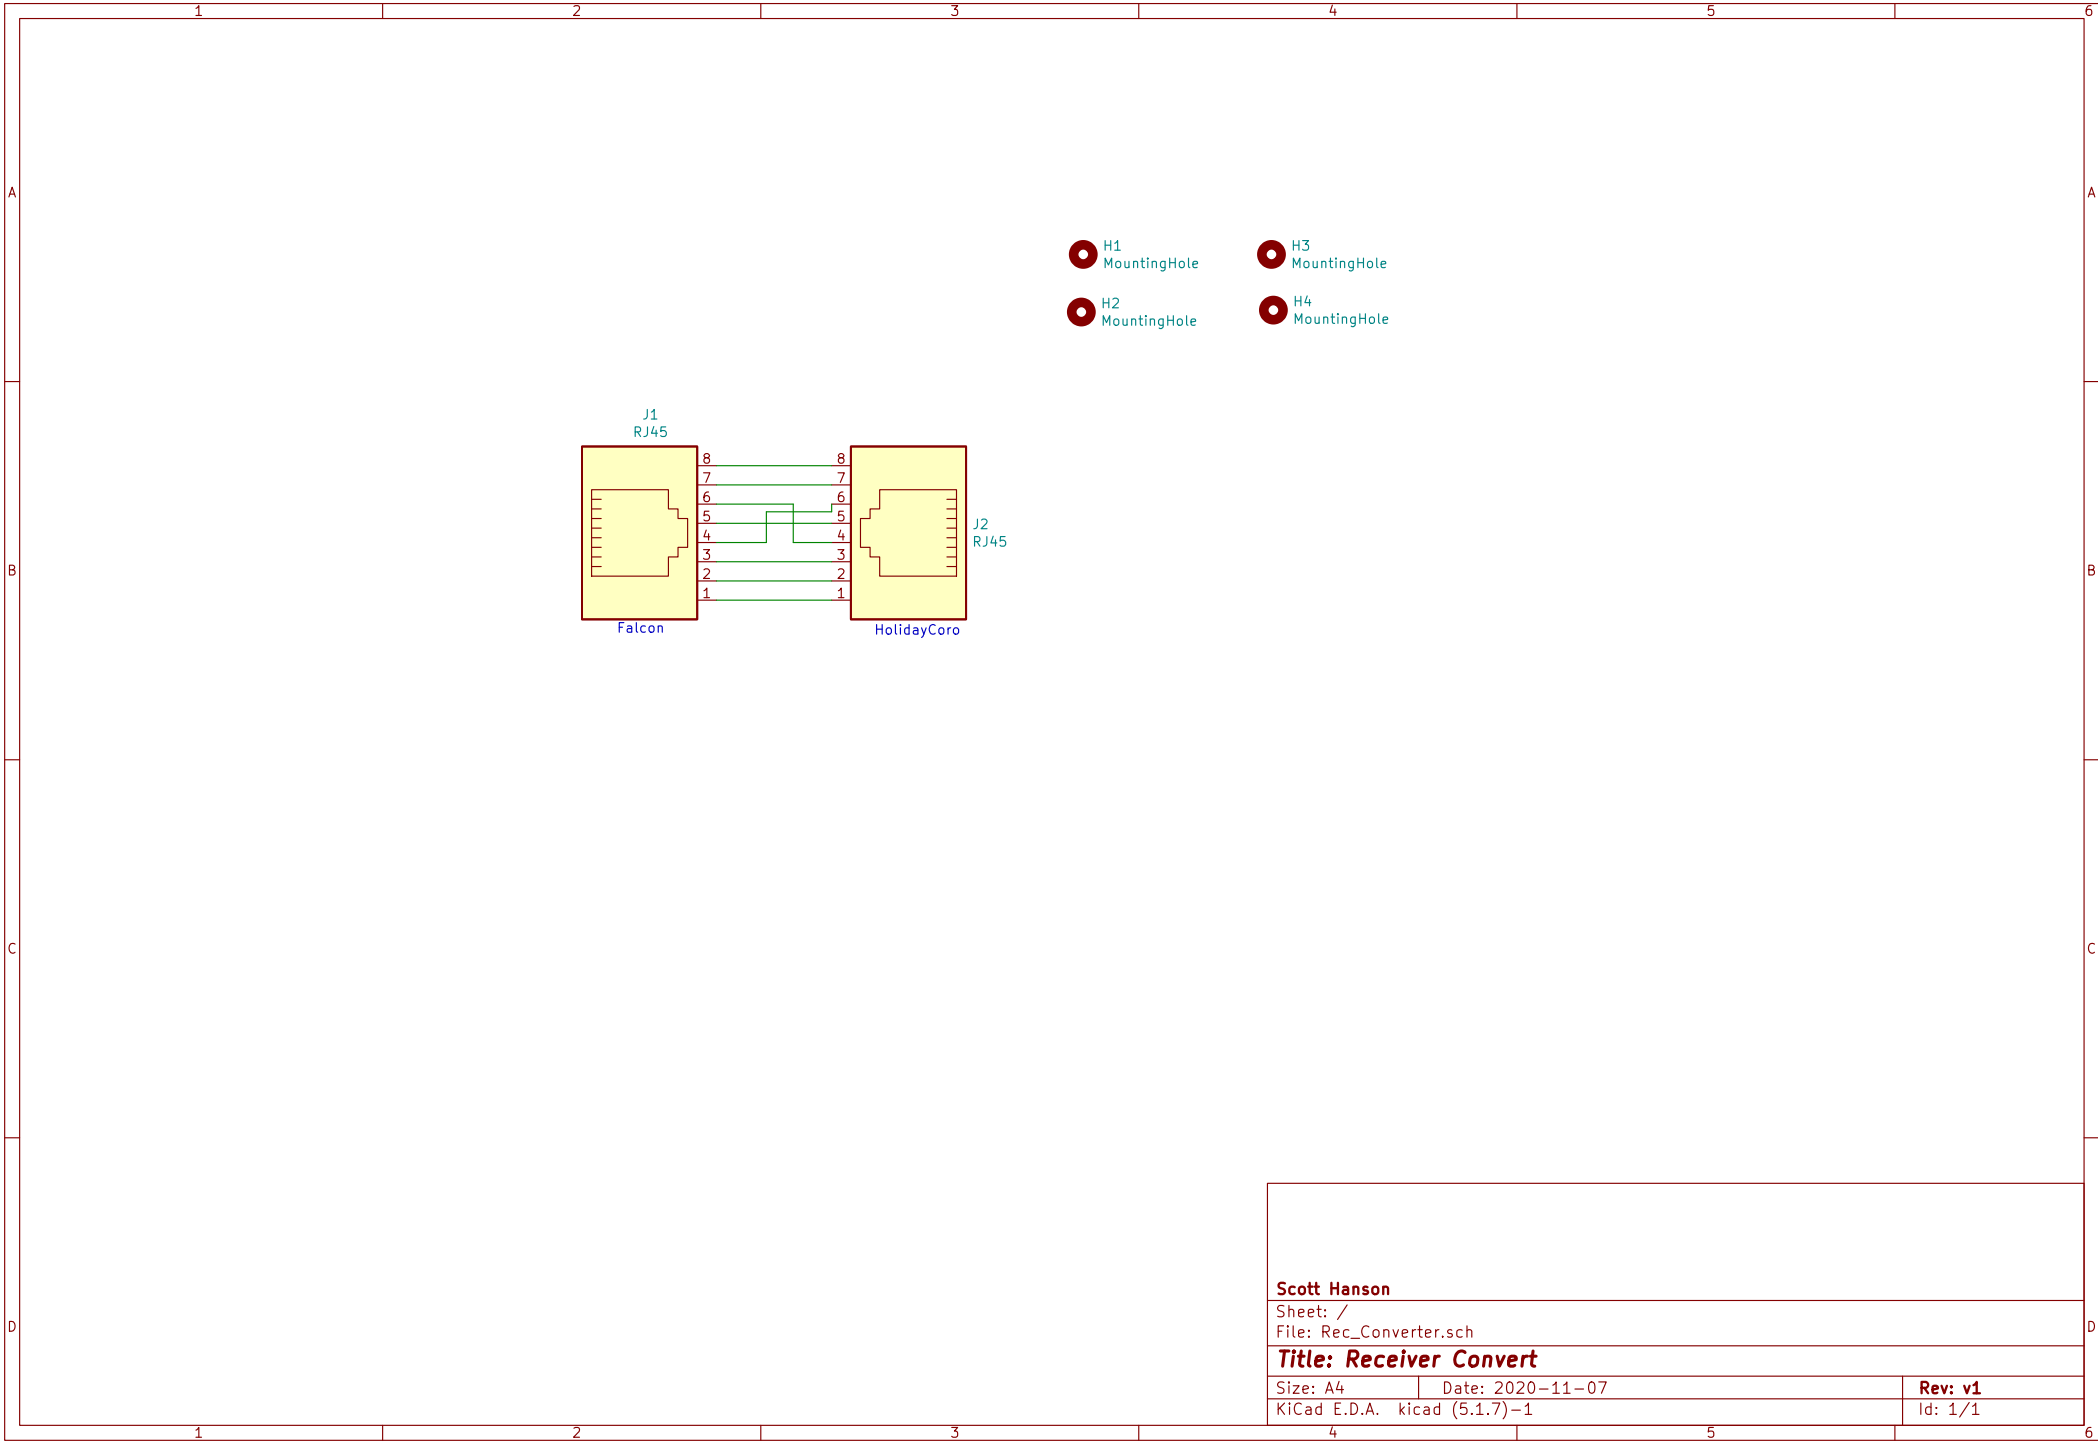 1 2 3 4 5 6
A A
H1
MountingHole
H3
MountingHole
H2
MountingHole
H4
MountingHole
J1
RJ45
8 8
7 7
6 6
5 5
4 4
3 3
2 2
1 1
J2
RJ45
Falcon
HolidayCoro
B B
C C
Scott Hanson
Sheet: /
File: Rec_Converter.sch
D D
Title: Receiver Convert
Size: A4 Date: 2020-11-07 Rev: v1
KiCad E.D.A. kicad (5.1.7)-1 Id: 1/1
1 2 3 4 5 6